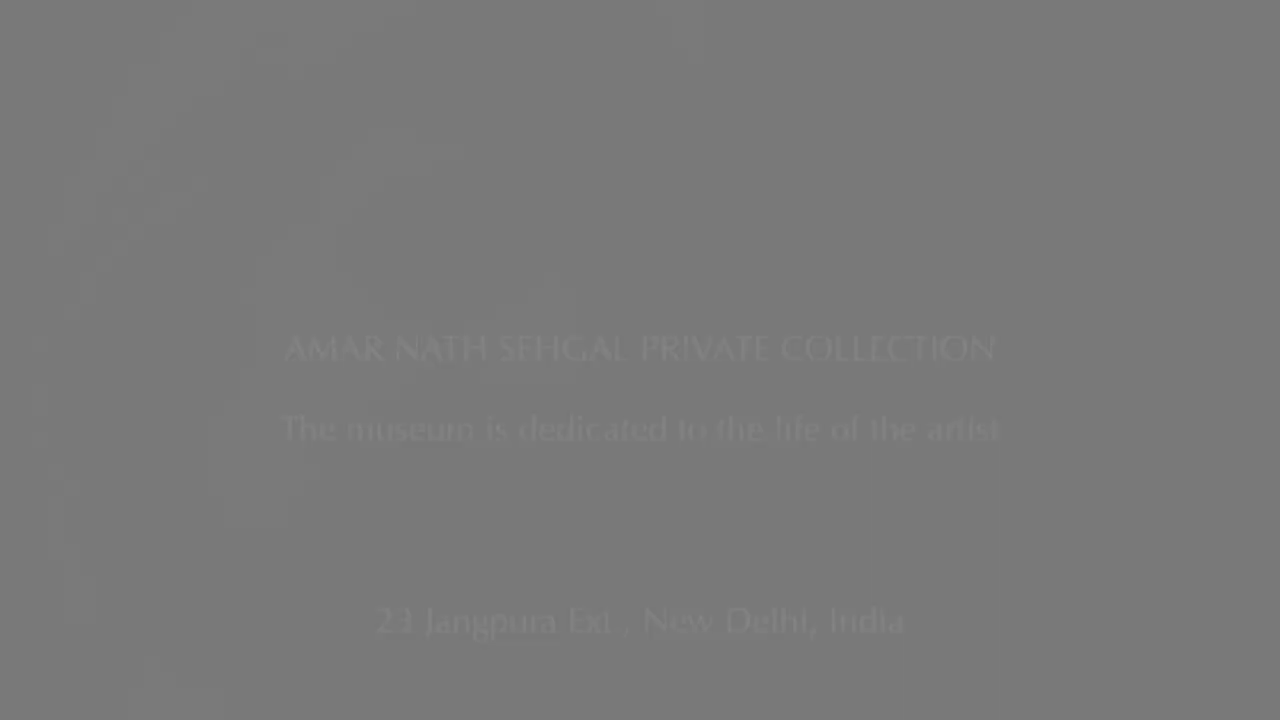 AMAR NATH SEHGAL PRIVATE COLLECTION
The museum is dedicated to the life of the artist
23 Jangpura Ext., New Delhi, India